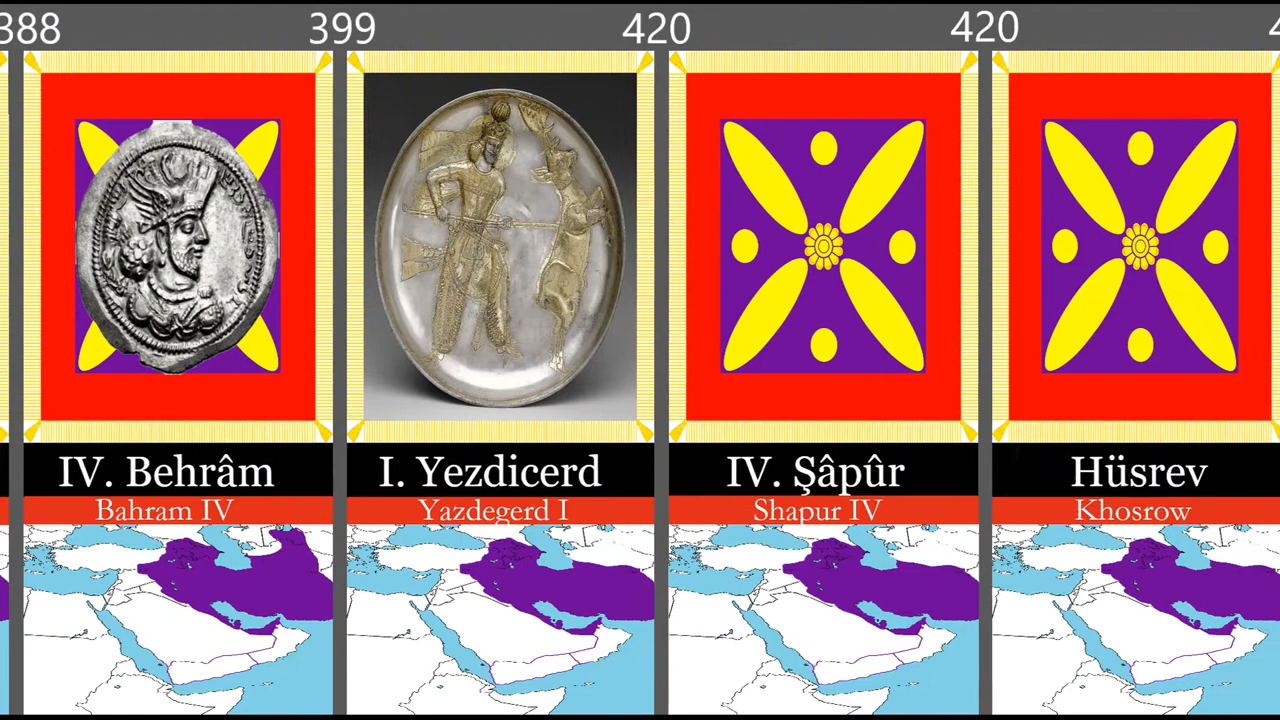 388
399
420
420
IV. Behrâm
Bahram IV
I. Yezdicerd
Yazdegerd I
IV. Şâpûr
Shapur IV
Hüsrev
Khosrow